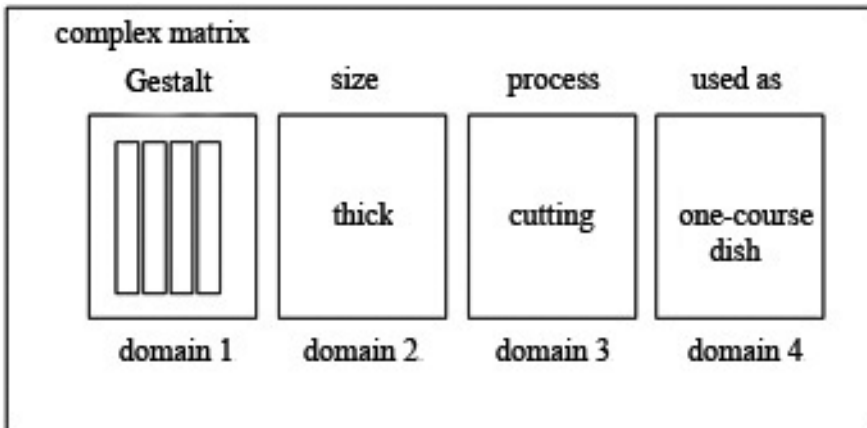 complex matrix
Gestalt size process used as
thick cutting one-course
dish
domain 1 domain 2 domain 3 domain 4